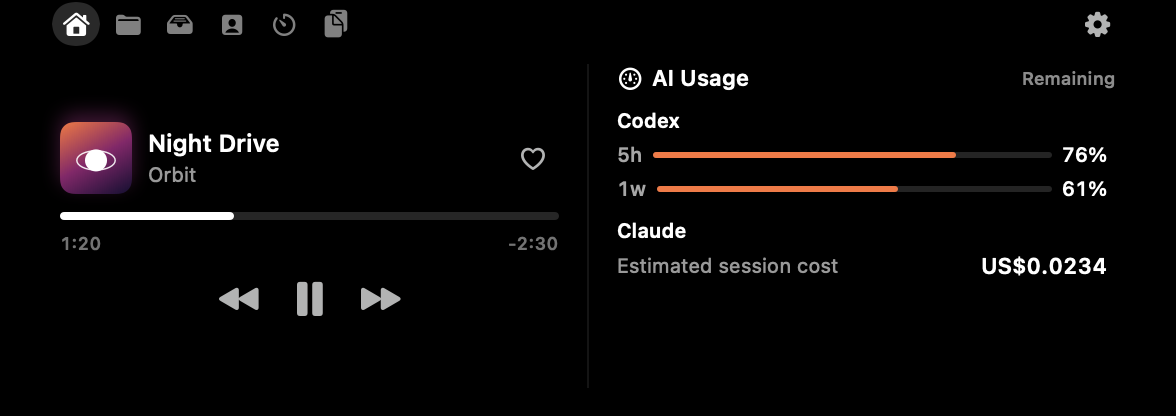 Night Drive
Orbit
1:20
-2:30
AI Usage
Remaining
Codex
5h 76%
1w 61%
Claude
Estimated session cost US$0.0234